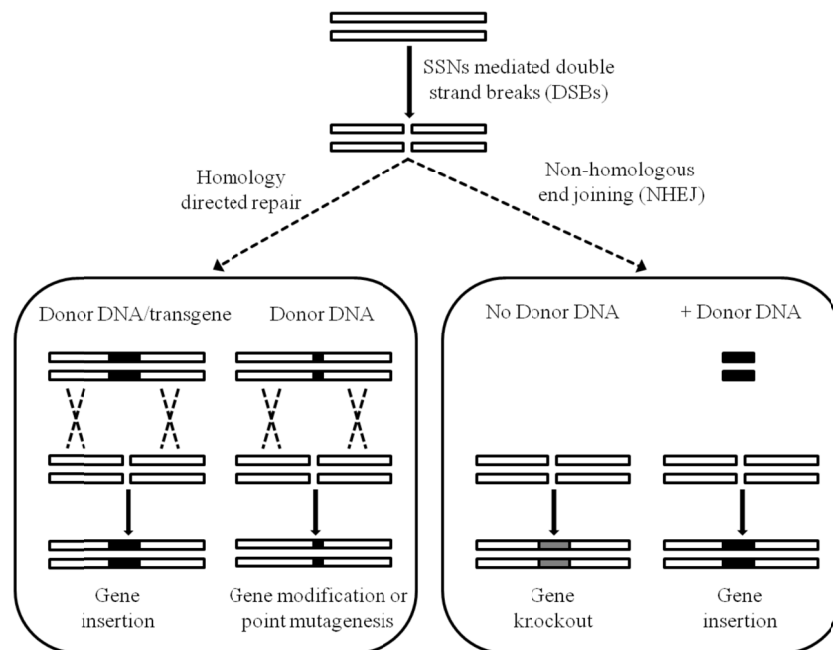 SSNs mediated double
strand breaks (DSBs)
Homology
directed repair
Non-homologous
end joining (NHEJ)
Donor DNA/transgene
Donor DNA
No Donor DNA
+ Donor DNA
Gene
insertion
Gene modification or
point mutagenesis
Gene
knockout
Gene
insertion